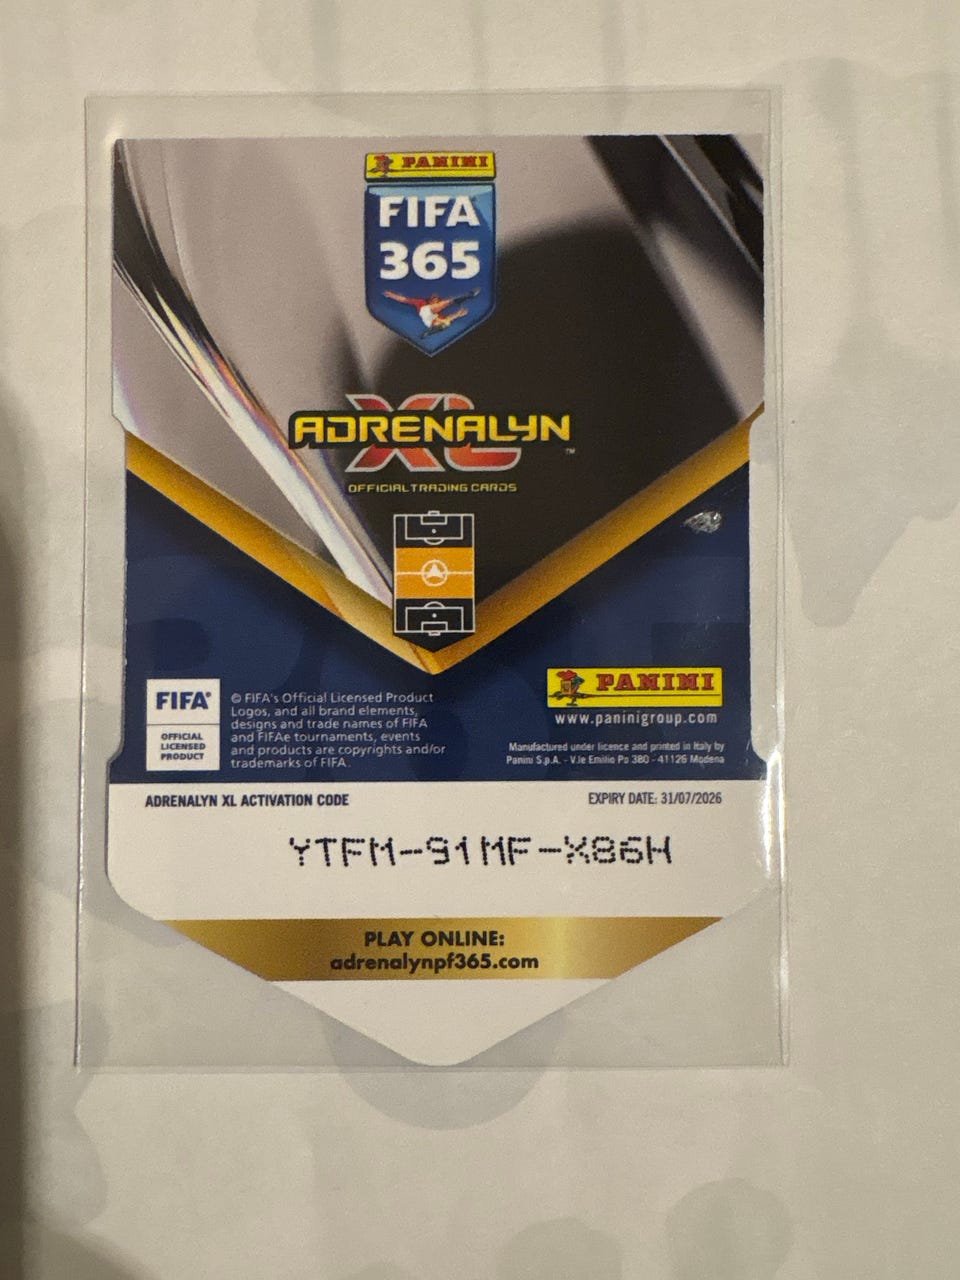 PANINI
FIFA
365
ADRENALYN
XL
™
OFFICIAL TRADING CARDS
FIFA®
OFFICIAL
LICENSED
PRODUCT
© FIFA's Official Licensed Product
Logos, and all brand elements,
designs and trade names of FIFA
and FIFAe tournaments, events
and products are copyrights and/or
trademarks of FIFA.
PANINI
www.paninigroup.com
Manufactured under licence and printed in Italy by
Panini S.p.A. - V.le Emilio Po 380 - 41126 Modena
ADRENALYN XL ACTIVATION CODE
EXPIRY DATE: 31/07/2026
YTFM-91MF-X86H
PLAY ONLINE:
adrenalynpf365.com